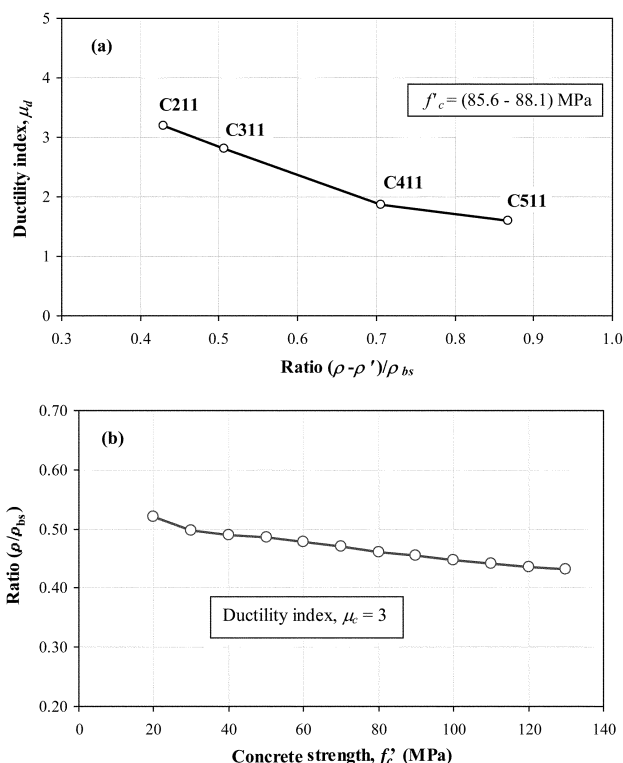 5
(a)
4
f'c = (85.6 - 88.1) MPa
C211
3
C311
C411
2
C511
1
0
0.3 0.4 0.5 0.6 0.7 0.8 0.9 1.0
Ductility index, μd
Ratio (ρ-ρ')/ρbs
0.70
(b)
0.60
0.50
0.40
Ductility index, μc = 3
0.30
0.20
0 20 40 60 80 100 120 140
Ratio (ρ/ρbs)
Concrete strength, fc' (MPa)